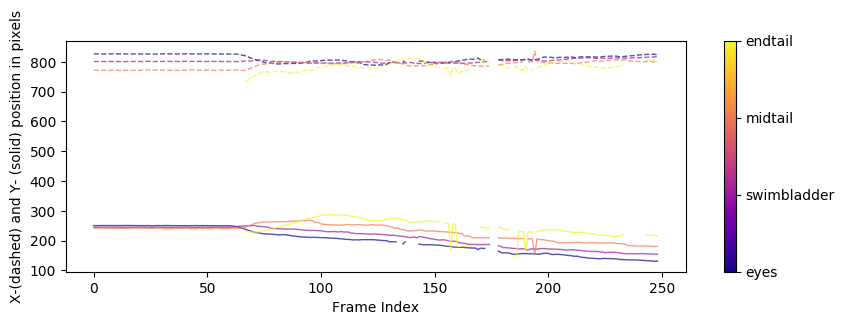 X-(dashed) and Y- (solid) position in pixels
800
700
600
500
400
300
200
100
0
50
100
150
200
250
Frame Index
endtail
midtail
swimbladder
eyes